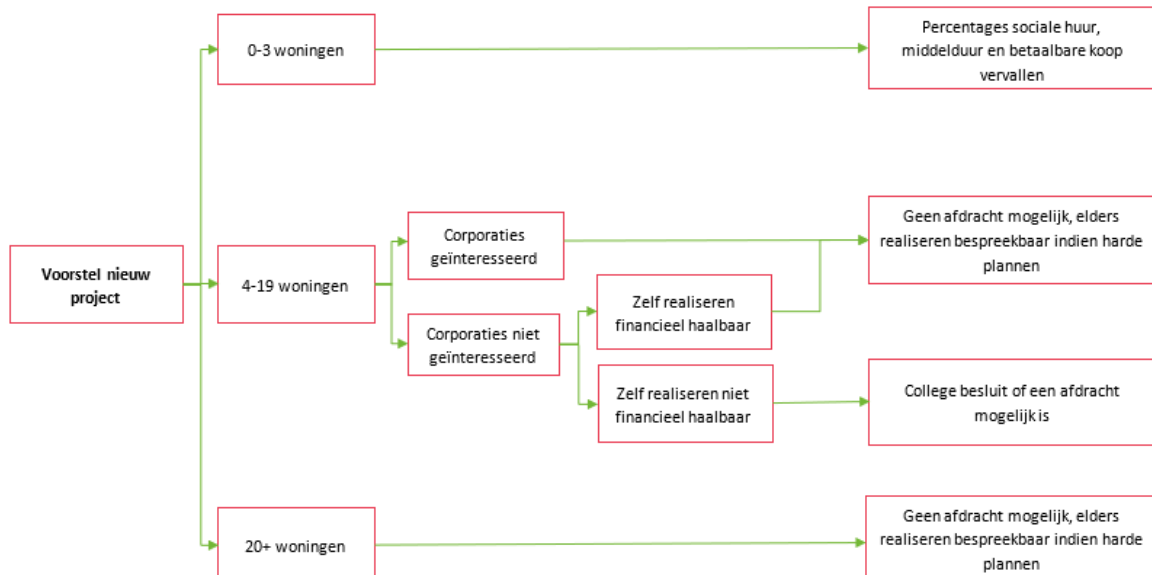 0-3 woningen
Percentages sociale huur,
middelduur en betaalbare koop
vervallen
Voorstel nieuw
project
4-19 woningen
Corporaties
geïnteresseerd
Geen afdracht mogelijk, elders
realiseren bespreekbaar indien harde
plannen
Corporaties niet
geïnteresseerd
Zelf realiseren
financieel haalbaar
Zelf realiseren niet
financieel haalbaar
College besluit of een afdracht
mogelijk is
20+ woningen
Geen afdracht mogelijk, elders
realiseren bespreekbaar indien harde
plannen